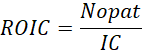 ROIC = Nopat / IC